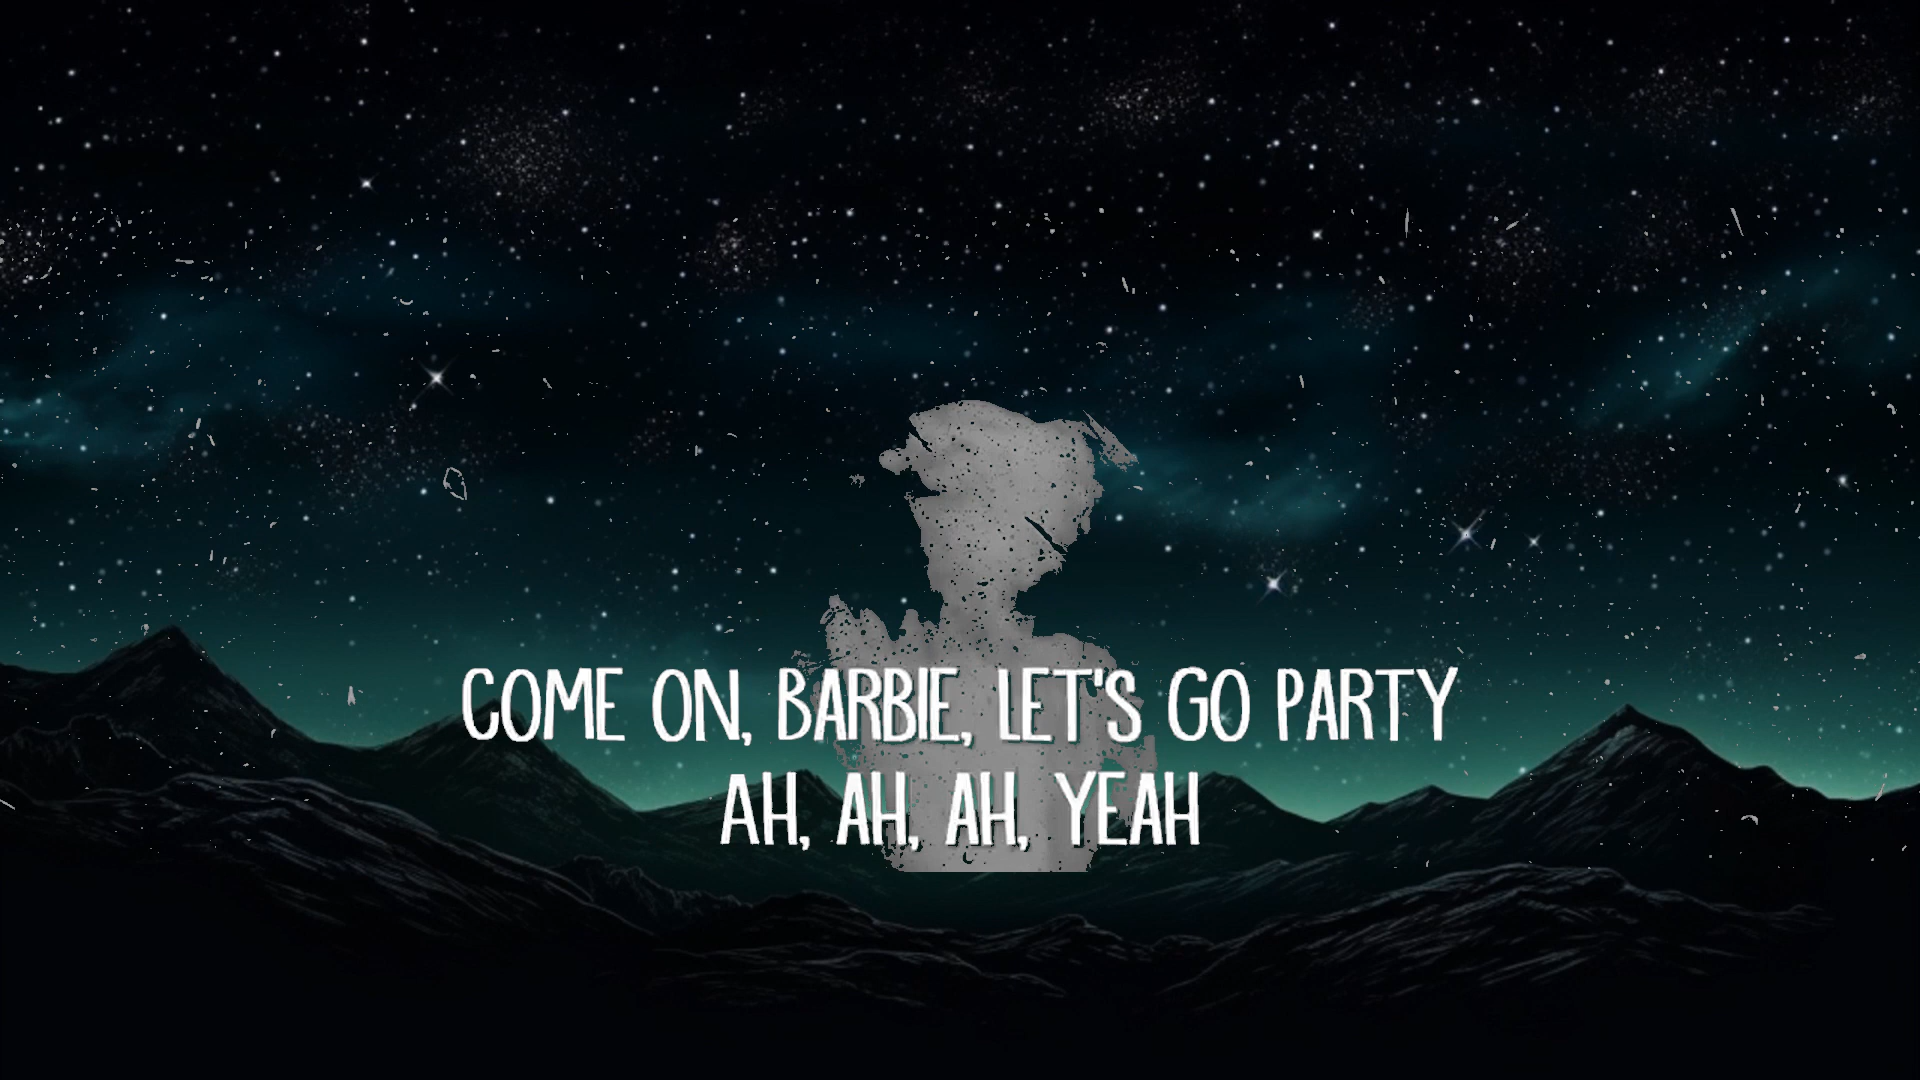 COME ON, BARBIE, LET'S GO PARTY
AH, AH, AH, YEAH